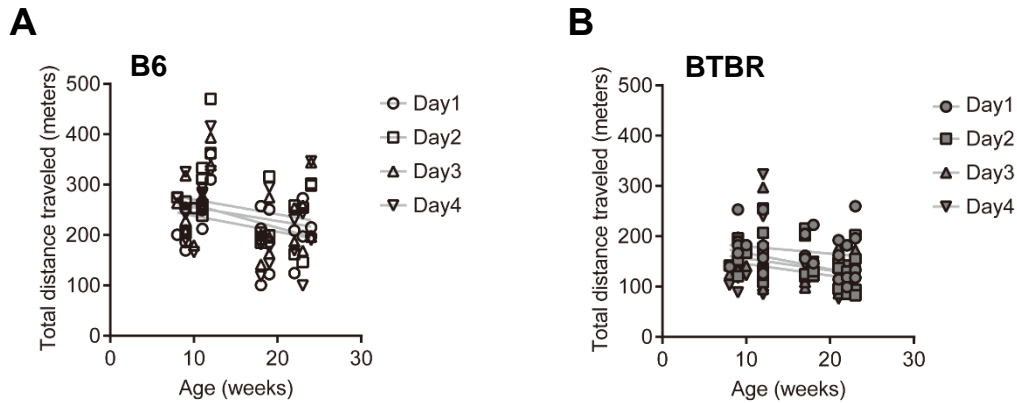 A
B6
Total distance traveled (meters)
500
400
300
200
100
0
0
10
20
30
Age (weeks)
Day1
Day2
Day3
Day4
B
BTBR
Total distance traveled (meters)
500
400
300
200
100
0
0
10
20
30
Age (weeks)
Day1
Day2
Day3
Day4